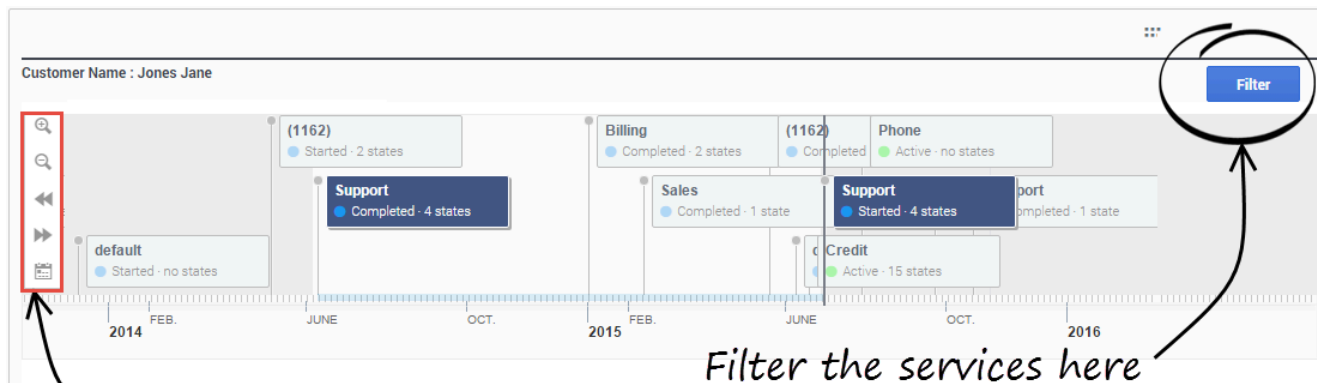 Customer Name : Jones Jane
Filter
(1162)
Started · 2 states
Billing
Completed · 2 states
(1162)
Completed
Phone
Active · no states
Support
Completed · 4 states
Sales
Completed · 1 state
Support
Started · 4 states
port
ompleted · 1 state
default
Started · no states
Credit
Active · 15 states
2014
FEB.
JUNE
OCT.
2015
FEB.
JUNE
OCT.
2016
Filter the services here